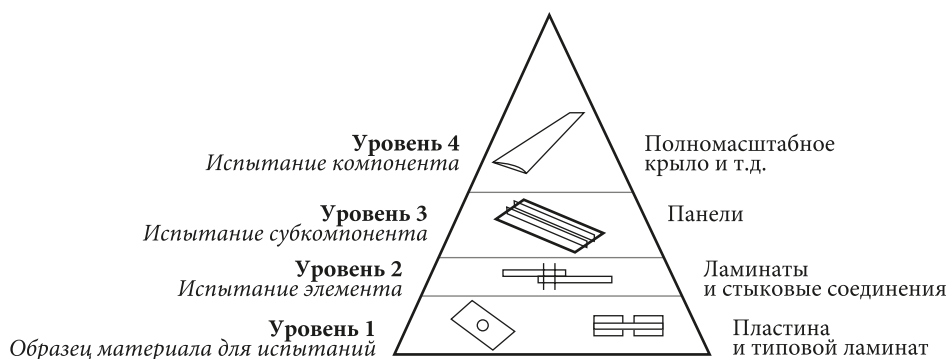 Уровень 4
Испытание компонента
Полномасштабное
крыло и т.д.
Уровень 3
Испытание субкомпонента
Панели
Уровень 2
Испытание элемента
Ламинаты
и стыковые соединения
Уровень 1
Образец материала для испытаний
Пластина
и типовой ламинат